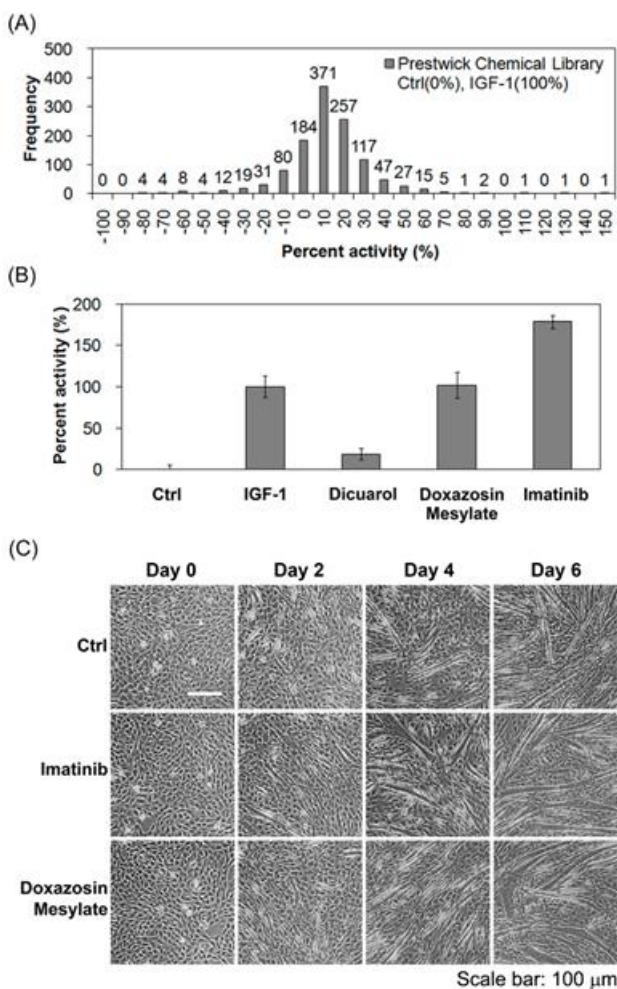 (A)
Prestwick Chemical Library
Ctrl(0%), IGF-1(100%)
Frequency
500
400
300
200
100
0
0 0 4 4 8 4 12 19 31 80 184 371 257 117 47 27 15 5 1 2 0 1 0 1 0 1
-100 -90 -80 -70 -60 -50 -40 -30 -20 -10 0 10 20 30 40 50 60 70 80 90 100 110 120 130 140 150
Percent activity (%)
(B)
Percent activity (%)
200
150
100
50
0
Ctrl IGF-1 Dicuarol Doxazosin Imatinib
Mesylate
(C)
Day 0 Day 2 Day 4 Day 6
Ctrl
Imatinib
Doxazosin
Mesylate
Scale bar: 100 μm